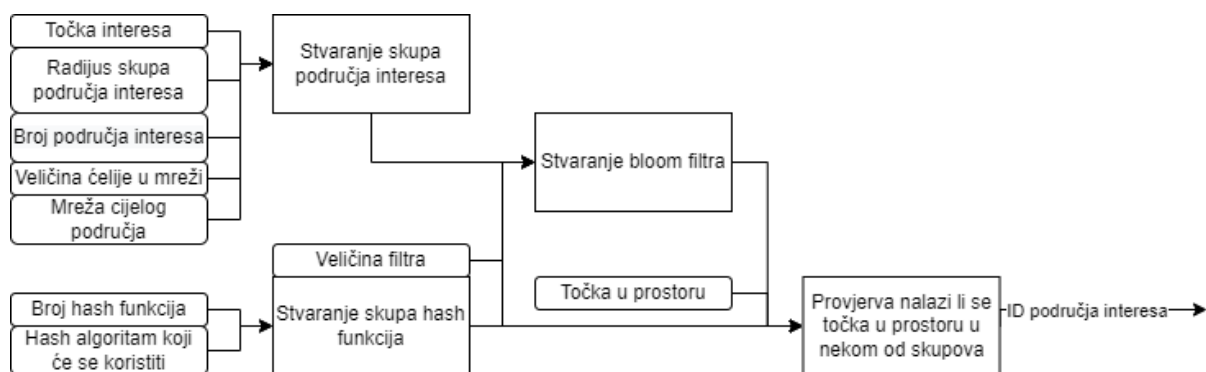 Točka interesa
Radijus skupa
područja interesa
Broj područja interesa
Veličina ćelije u mreži
Mreža cijelog
područja
Stvaranje skupa
područja interesa
Stvaranje bloom filtra
Veličina filtra
Točka u prostoru
Broj hash funkcija
Hash algoritam koji
će se koristiti
Stvaranje skupa hash
funkcija
Provjerva nalazi li se
točka u prostoru u
nekom od skupova
ID područja interesa